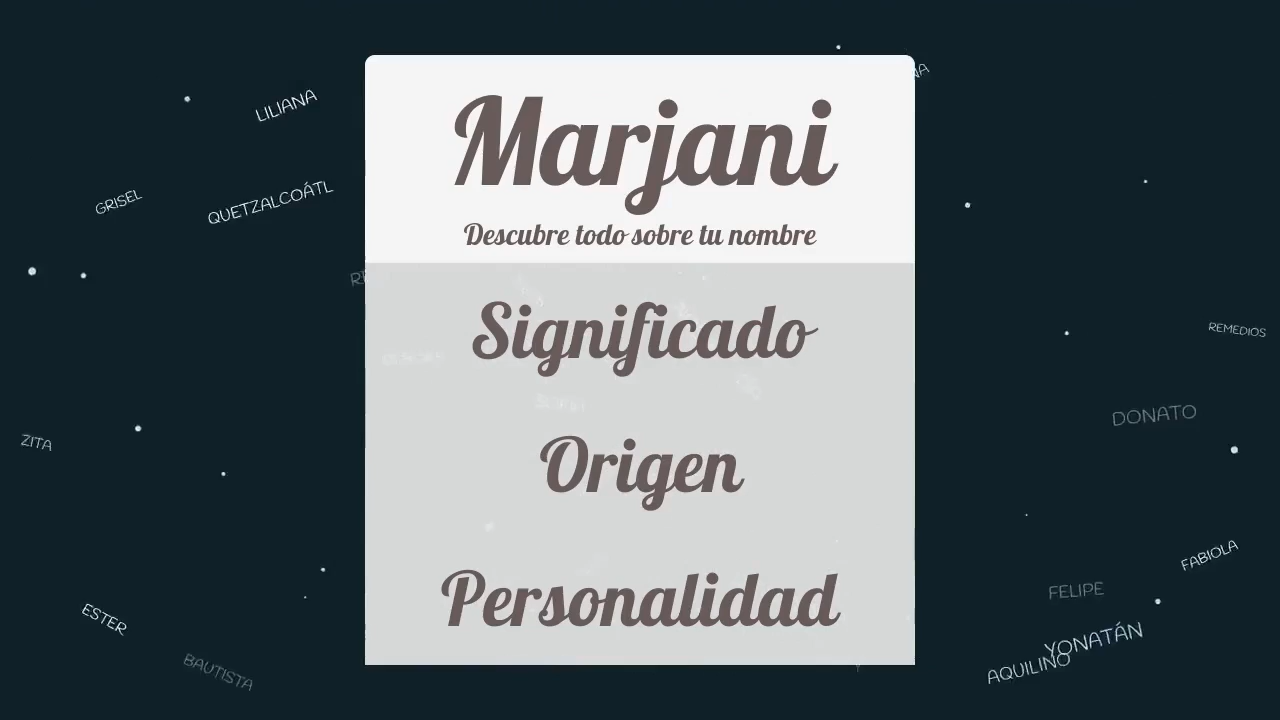 Marjani
Descubre todo sobre tu nombre
Significado
Origen
Personalidad
LILIANA
GRISEL
QUETZALCOÁTL
ZITA
ESTER
BAUTISTA
REMEDIOS
DONATO
FABIOLA
FELIPE
YONATÁN
AQUILINO